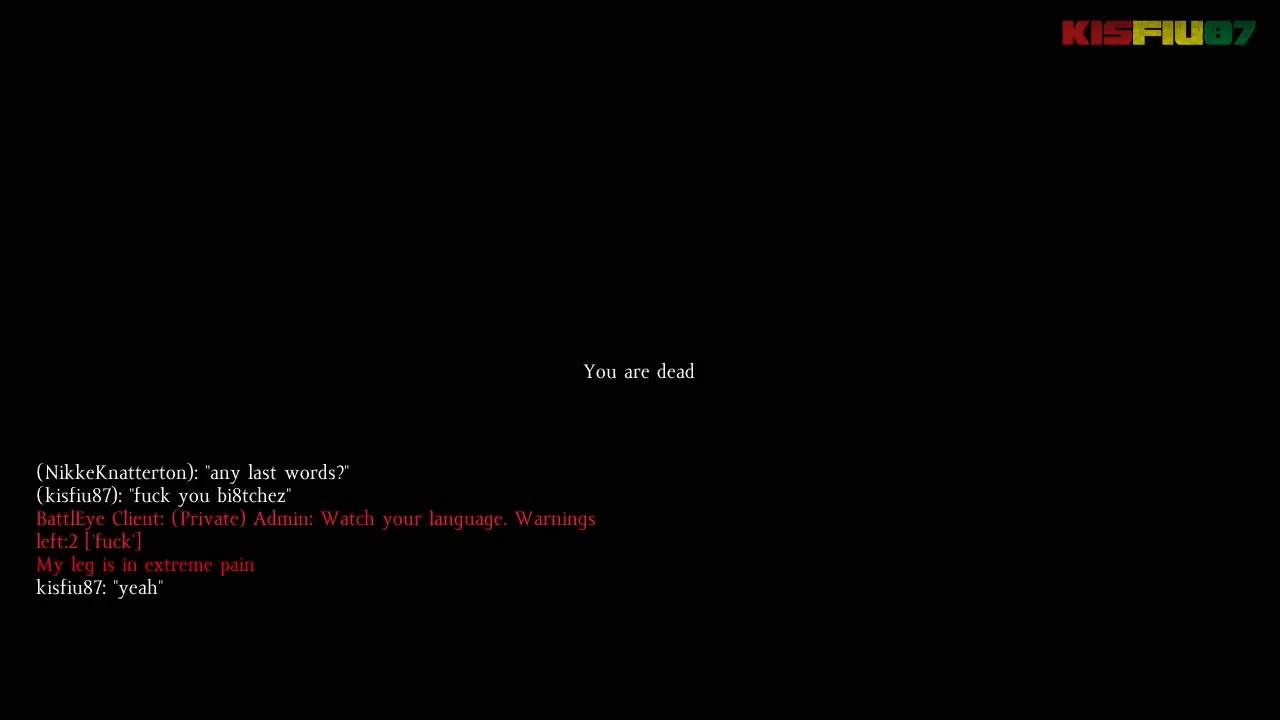 KISFIU87
You are dead
(NikkeKnatterton): "any last words?"
(kisfiu87): "fuck you bi8tchez"
BattlEye Client: (Private) Admin: Watch your language. Warnings
left:2 ['fuck']
My leg is in extreme pain
kisfiu87: "yeah"